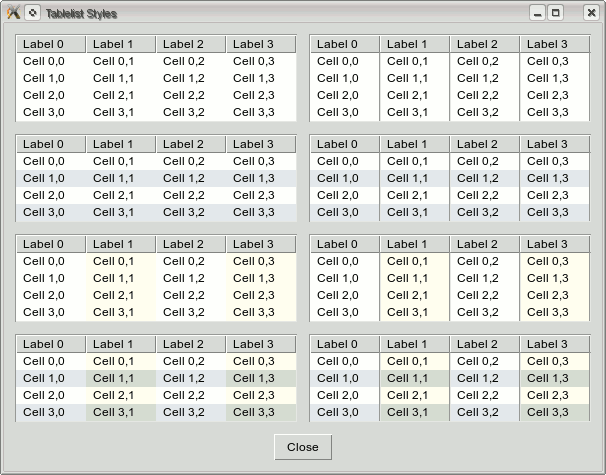 Tablelist Styles
Label 0 Label 1 Label 2 Label 3 Label 0 Label 1 Label 2 Label 3
Cell 0,0 Cell 0,1 Cell 0,2 Cell 0,3 Cell 0,0 Cell 0,1 Cell 0,2 Cell 0,3
Cell 1,0 Cell 1,1 Cell 1,2 Cell 1,3 Cell 1,0 Cell 1,1 Cell 1,2 Cell 1,3
Cell 2,0 Cell 2,1 Cell 2,2 Cell 2,3 Cell 2,0 Cell 2,1 Cell 2,2 Cell 2,3
Cell 3,0 Cell 3,1 Cell 3,2 Cell 3,3 Cell 3,0 Cell 3,1 Cell 3,2 Cell 3,3
Label 0 Label 1 Label 2 Label 3 Label 0 Label 1 Label 2 Label 3
Cell 0,0 Cell 0,1 Cell 0,2 Cell 0,3 Cell 0,0 Cell 0,1 Cell 0,2 Cell 0,3
Cell 1,0 Cell 1,1 Cell 1,2 Cell 1,3 Cell 1,0 Cell 1,1 Cell 1,2 Cell 1,3
Cell 2,0 Cell 2,1 Cell 2,2 Cell 2,3 Cell 2,0 Cell 2,1 Cell 2,2 Cell 2,3
Cell 3,0 Cell 3,1 Cell 3,2 Cell 3,3 Cell 3,0 Cell 3,1 Cell 3,2 Cell 3,3
Label 0 Label 1 Label 2 Label 3 Label 0 Label 1 Label 2 Label 3
Cell 0,0 Cell 0,1 Cell 0,2 Cell 0,3 Cell 0,0 Cell 0,1 Cell 0,2 Cell 0,3
Cell 1,0 Cell 1,1 Cell 1,2 Cell 1,3 Cell 1,0 Cell 1,1 Cell 1,2 Cell 1,3
Cell 2,0 Cell 2,1 Cell 2,2 Cell 2,3 Cell 2,0 Cell 2,1 Cell 2,2 Cell 2,3
Cell 3,0 Cell 3,1 Cell 3,2 Cell 3,3 Cell 3,0 Cell 3,1 Cell 3,2 Cell 3,3
Label 0 Label 1 Label 2 Label 3 Label 0 Label 1 Label 2 Label 3
Cell 0,0 Cell 0,1 Cell 0,2 Cell 0,3 Cell 0,0 Cell 0,1 Cell 0,2 Cell 0,3
Cell 1,0 Cell 1,1 Cell 1,2 Cell 1,3 Cell 1,0 Cell 1,1 Cell 1,2 Cell 1,3
Cell 2,0 Cell 2,1 Cell 2,2 Cell 2,3 Cell 2,0 Cell 2,1 Cell 2,2 Cell 2,3
Cell 3,0 Cell 3,1 Cell 3,2 Cell 3,3 Cell 3,0 Cell 3,1 Cell 3,2 Cell 3,3
Close